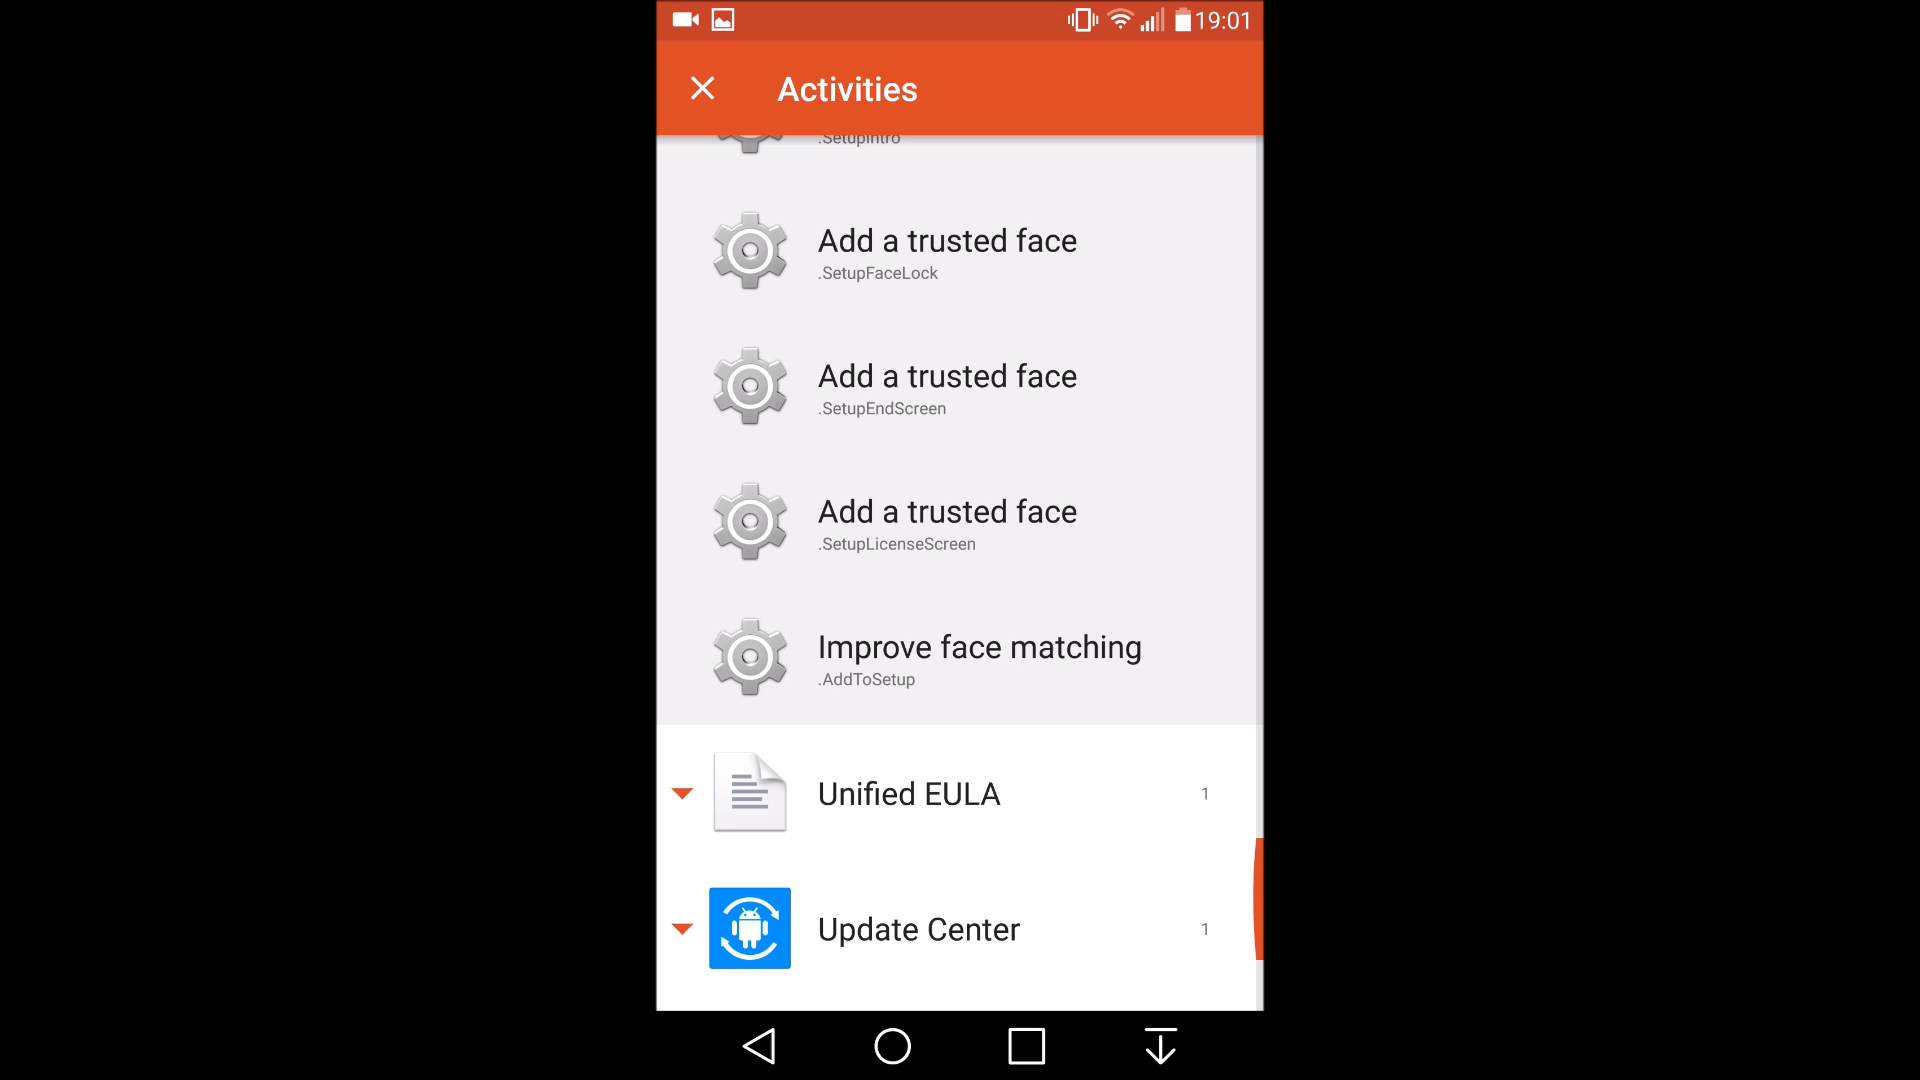 19:01
Activities
.SetupIntro
Add a trusted face
.SetupFaceLock
Add a trusted face
.SetupEndScreen
Add a trusted face
.SetupLicenseScreen
Improve face matching
.AddToSetup
Unified EULA 1
Update Center 1